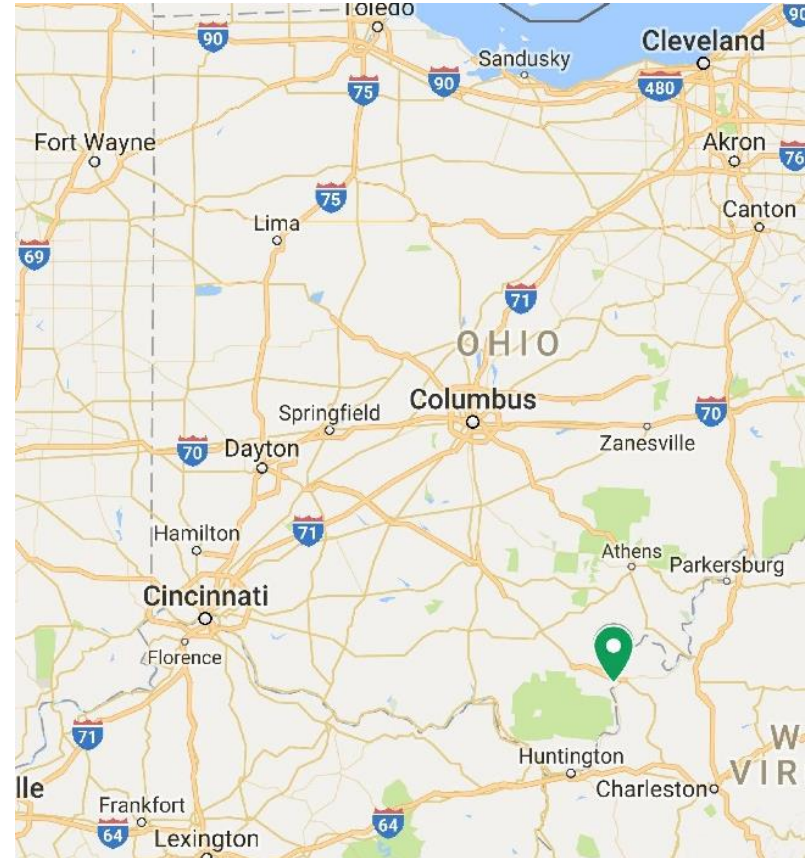 Toledo
90
90
Cleveland
Sandusky
75
90
480
Fort Wayne
Akron
76
75
Canton
Lima
69
71
OHIO
Columbus
Springfield
70
70
Zanesville
Dayton
71
Hamilton
Athens
Parkersburg
Cincinnati
Florence
71
W
VIR
Huntington
lle
Charleston
Frankfort
64
64
Lexington